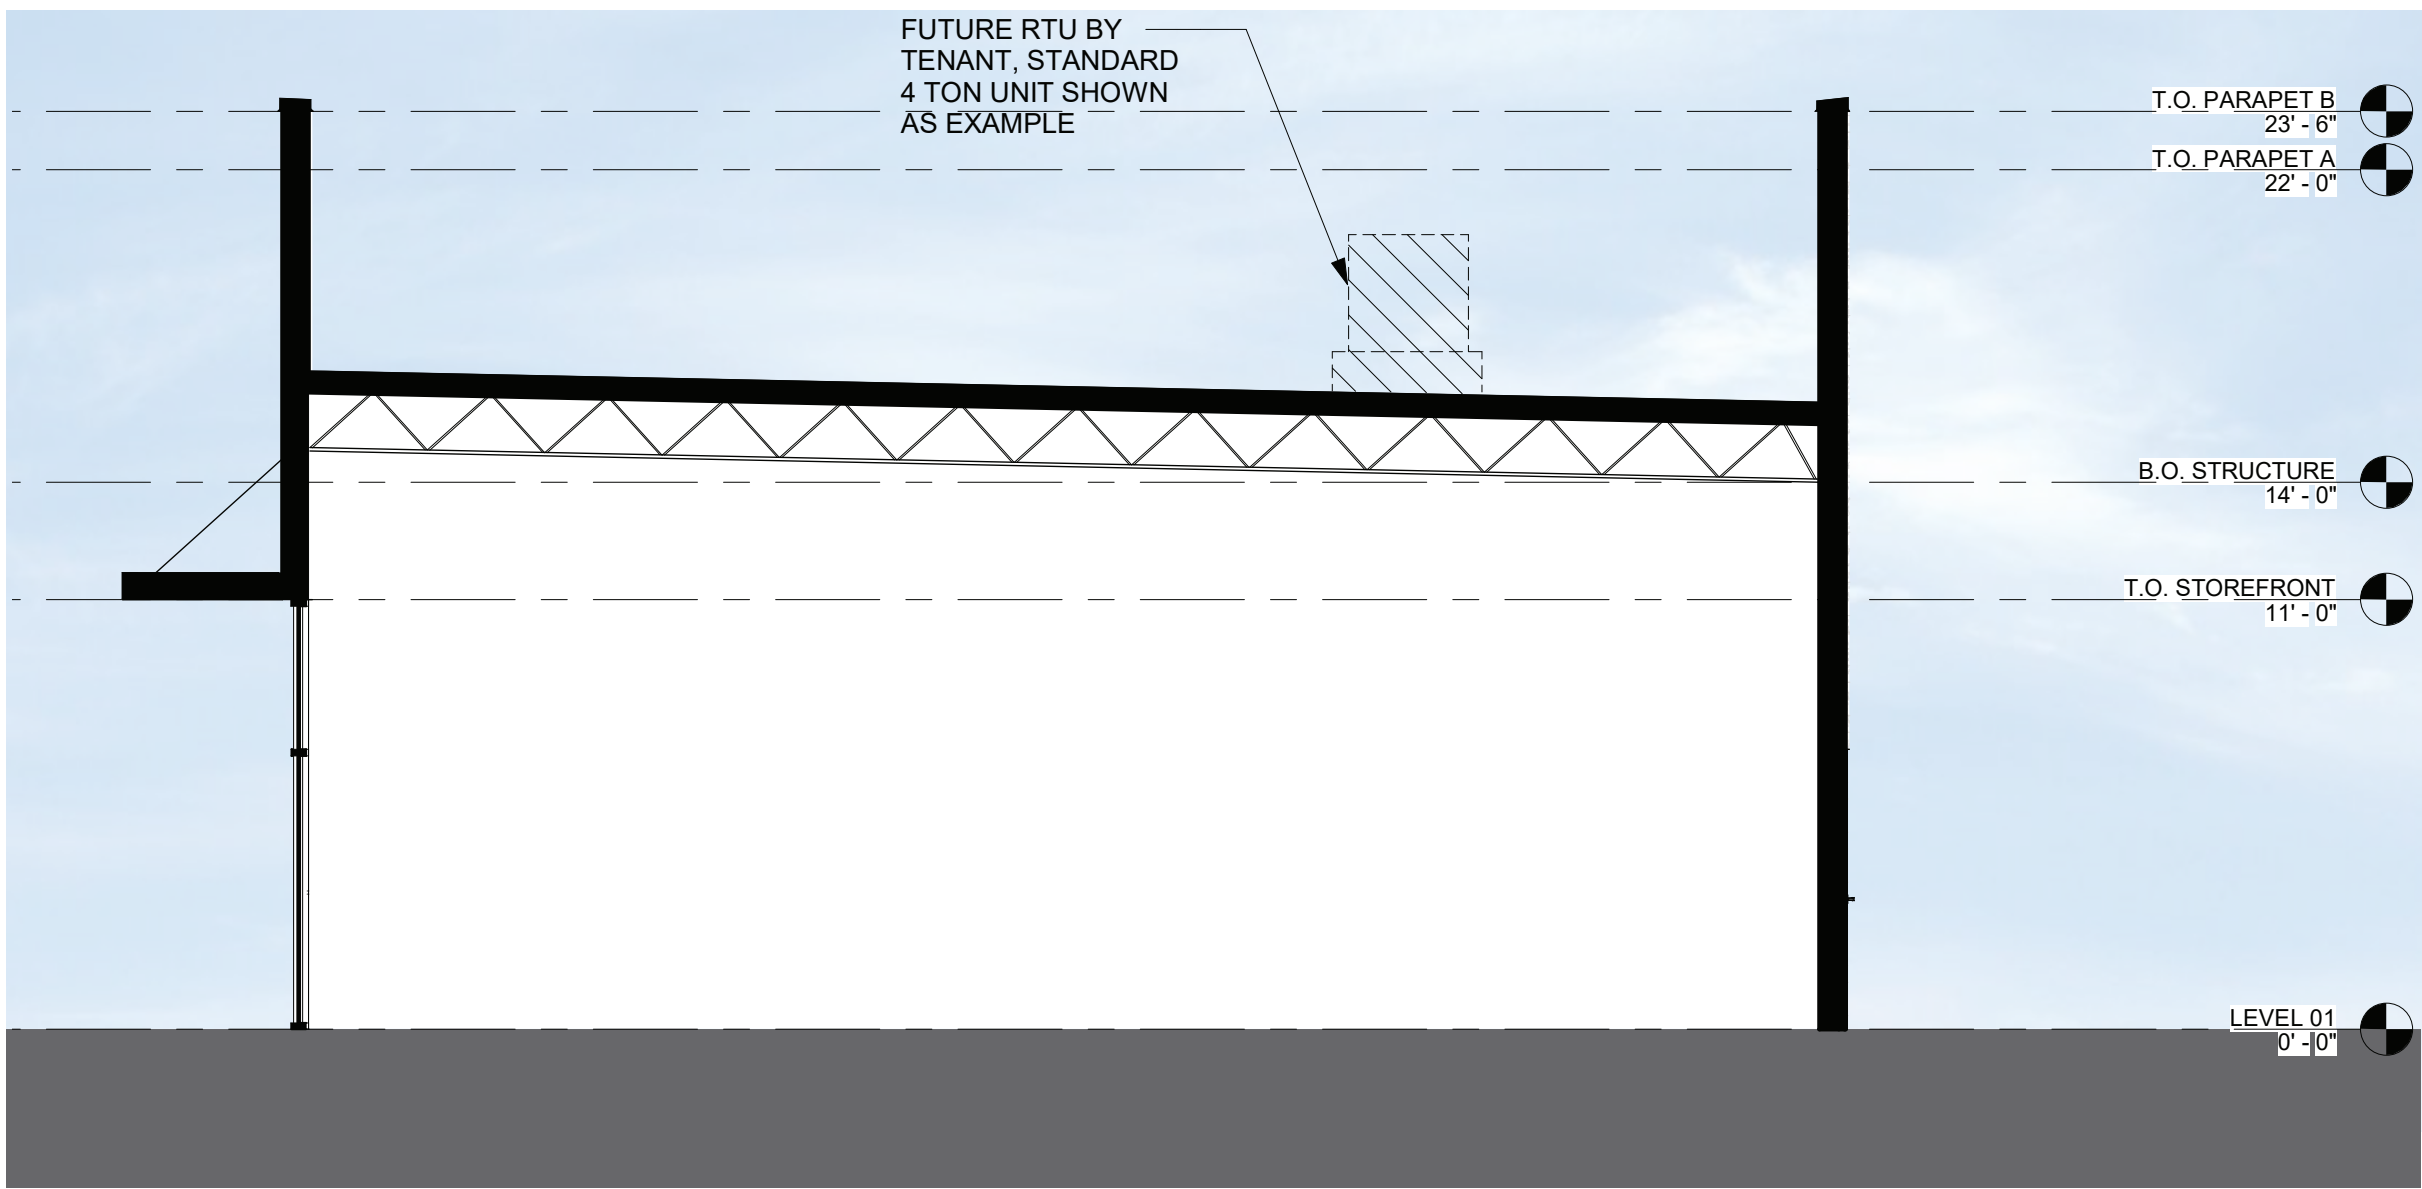 FUTURE RTU BY
TENANT, STANDARD
4 TON UNIT SHOWN
AS EXAMPLE
T.O. PARAPET B
23' - 6"
T.O. PARAPET A
22' - 0"
B.O. STRUCTURE
14' - 0"
T.O. STOREFRONT
11' - 0"
LEVEL 01
0' - 0"